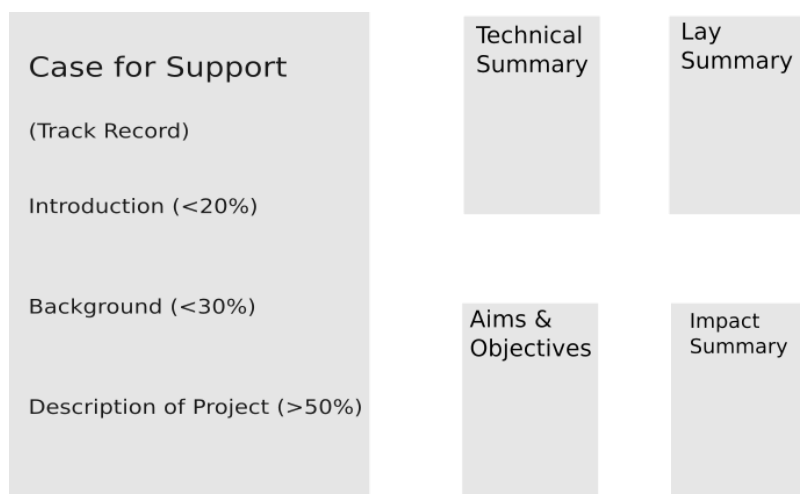 Case for Support
(Track Record)
Introduction (<20%)
Background (<30%)
Description of Project (>50%)
Technical
Summary
Lay
Summary
Aims &
Objectives
Impact
Summary